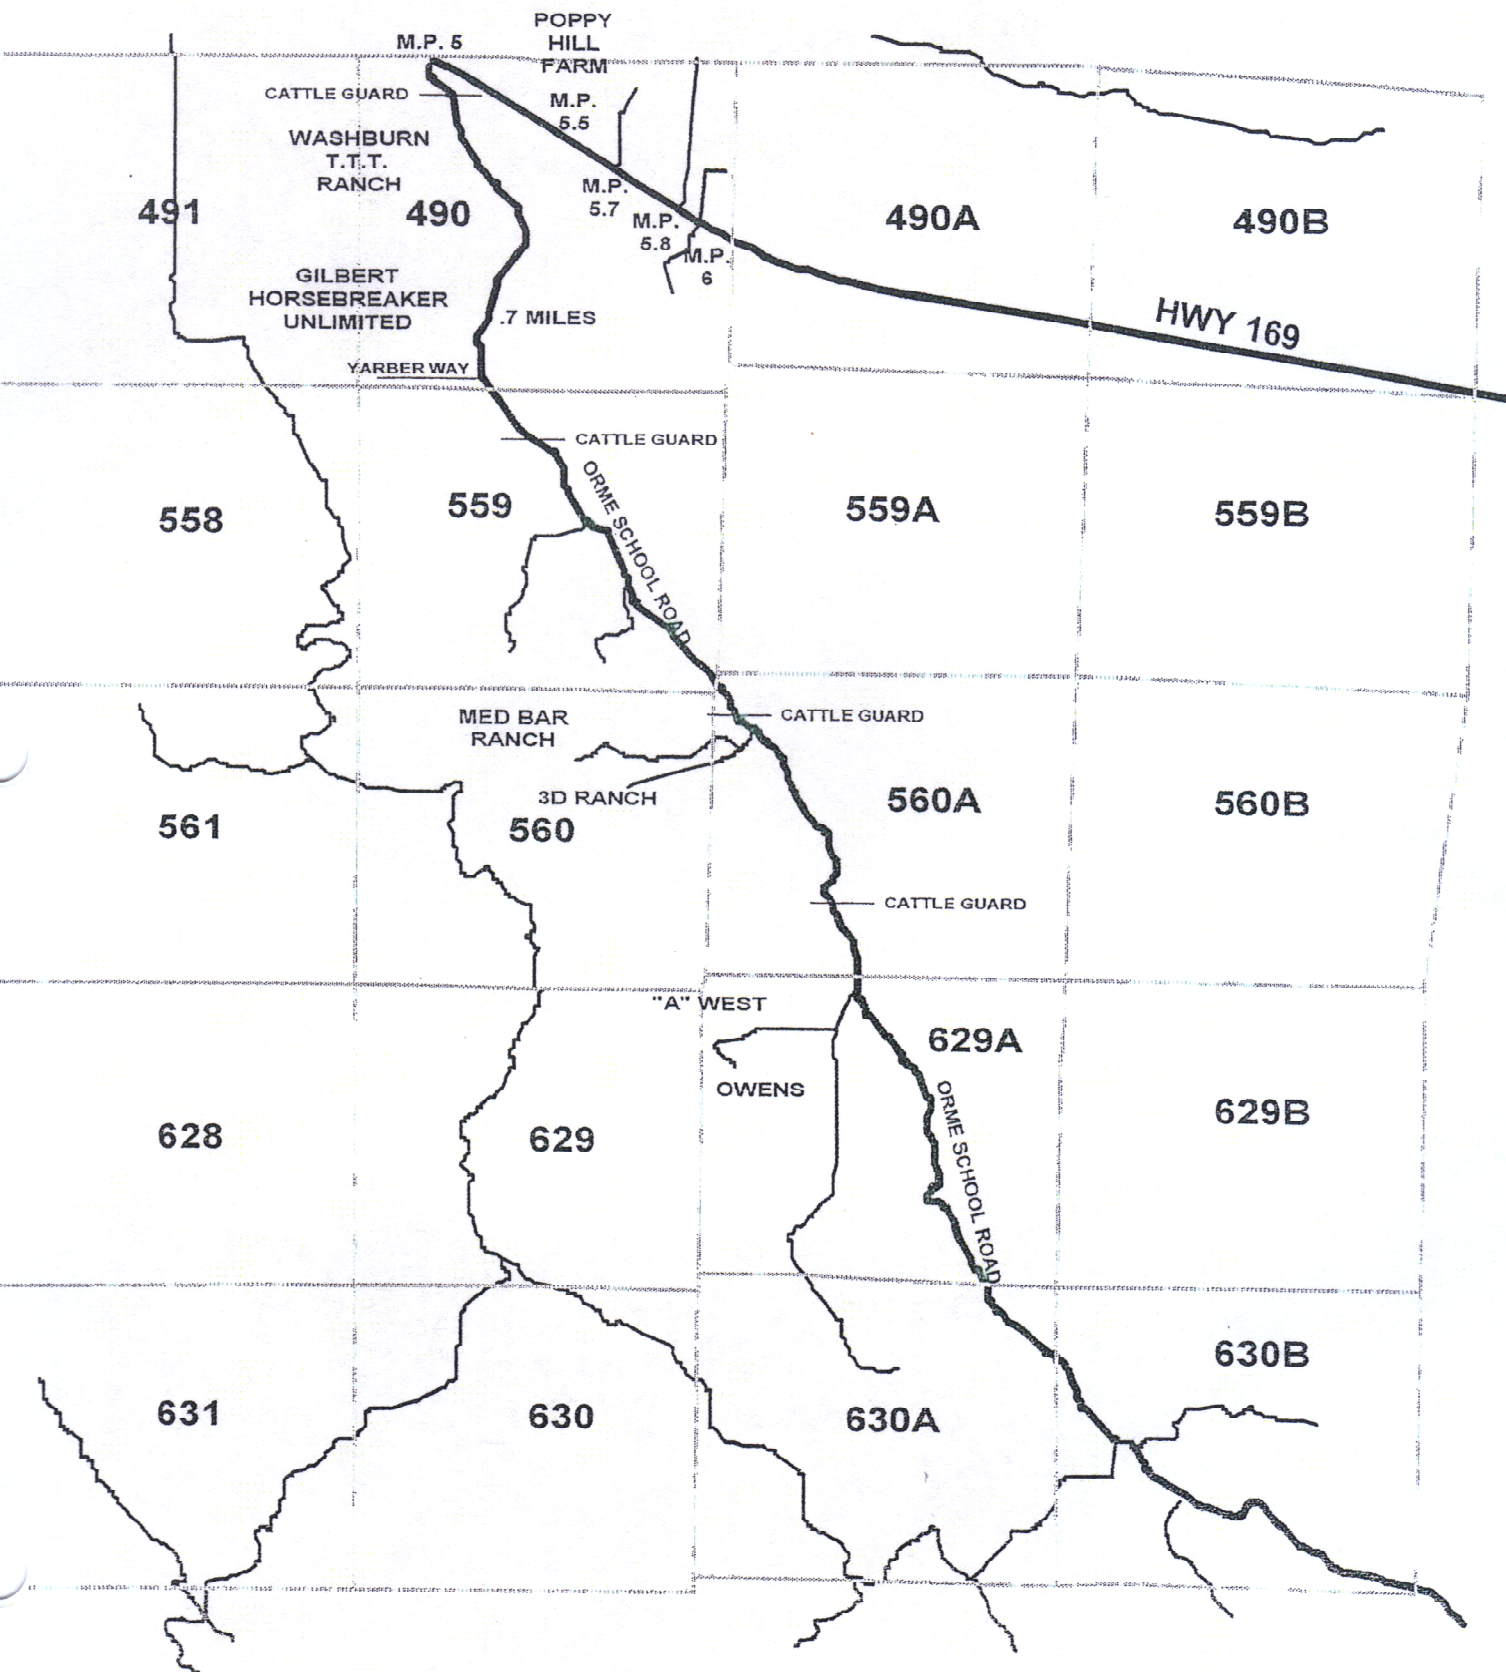 POPPY
HILL
FARM
M.P. 5
CATTLE GUARD
M.P.
5.5
WASHBURN
T.T.T.
RANCH
M.P.
5.7
491
490
M.P.
5.8
M.P.
6
490A
490B
GILBERT
HORSEBREAKER
UNLIMITED
.7 MILES
HWY 169
YARBER WAY
CATTLE GUARD
ORME SCHOOL ROAD
558
559
559A
559B
MED BAR
RANCH
CATTLE GUARD
3D RANCH
561
560
560A
560B
CATTLE GUARD
"A" WEST
629A
OWENS
ORME SCHOOL ROAD
628
629
629B
630B
631
630
630A